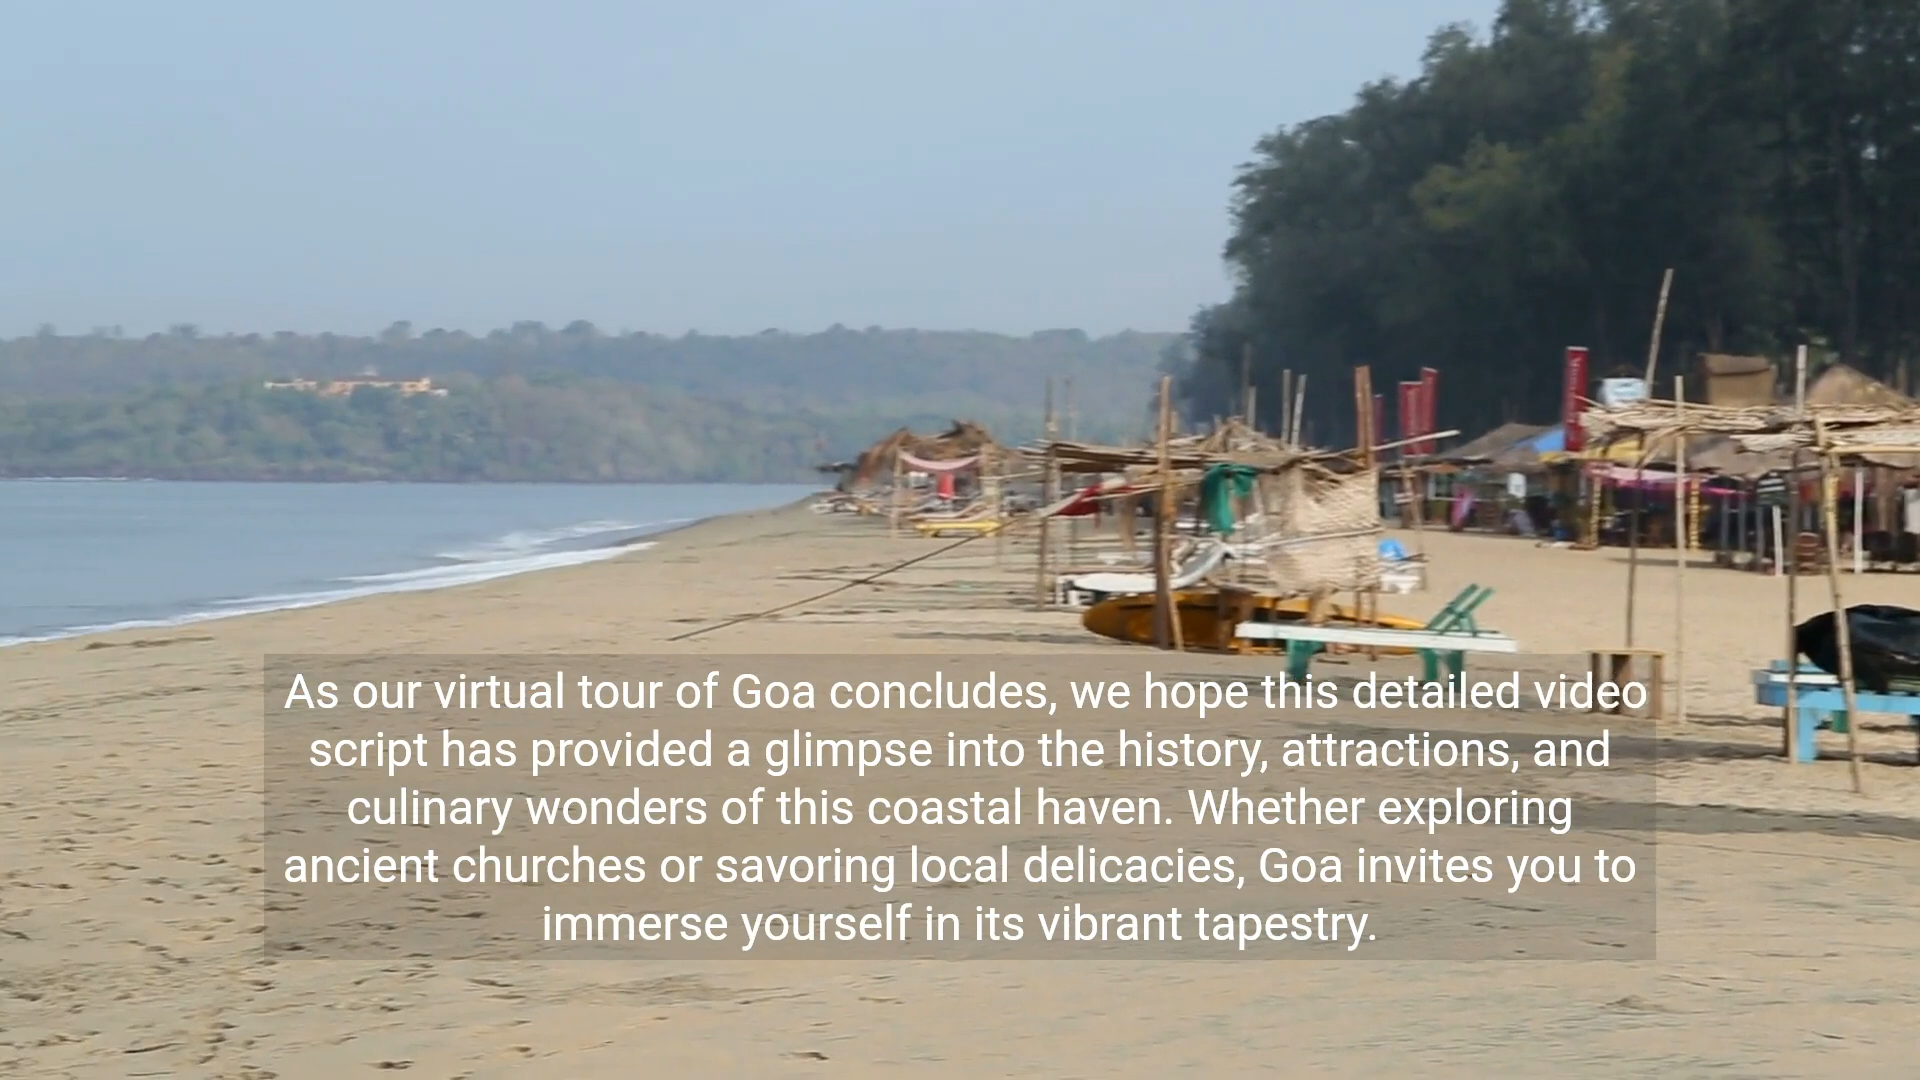 As our virtual tour of Goa concludes, we hope this detailed video
script has provided a glimpse into the history, attractions, and
culinary wonders of this coastal haven. Whether exploring
ancient churches or savoring local delicacies, Goa invites you to
immerse yourself in its vibrant tapestry.